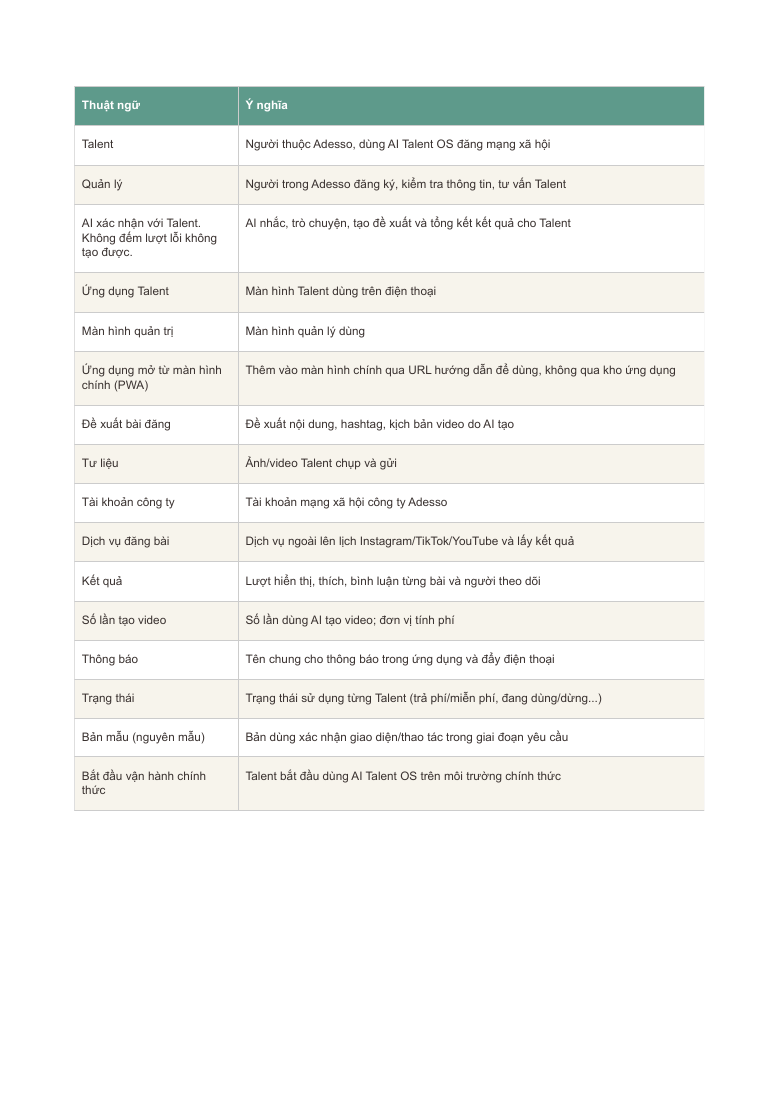 Thuật ngữ
Ý nghĩa
Talent
Người thuộc Adesso, dùng AI Talent OS đăng mạng xã hội
Quản lý
Người trong Adesso đăng ký, kiểm tra thông tin, tư vấn Talent
AI xác nhận với Talent.
Không đếm lượt lỗi không
tạo được.
AI nhắc, trò chuyện, tạo đề xuất và tổng kết kết quả cho Talent
Ứng dụng Talent
Màn hình Talent dùng trên điện thoại
Màn hình quản trị
Màn hình quản lý dùng
Ứng dụng mở từ màn hình
chính (PWA)
Thêm vào màn hình chính qua URL hướng dẫn để dùng, không qua kho ứng dụng
Đề xuất bài đăng
Đề xuất nội dung, hashtag, kịch bản video do AI tạo
Tư liệu
Ảnh/video Talent chụp và gửi
Tài khoản công ty
Tài khoản mạng xã hội công ty Adesso
Dịch vụ đăng bài
Dịch vụ ngoài lên lịch Instagram/TikTok/YouTube và lấy kết quả
Kết quả
Lượt hiển thị, thích, bình luận từng bài và người theo dõi
Số lần tạo video
Số lần dùng AI tạo video; đơn vị tính phí
Thông báo
Tên chung cho thông báo trong ứng dụng và đẩy điện thoại
Trạng thái
Trạng thái sử dụng từng Talent (trả phí/miễn phí, đang dùng/dừng...)
Bản mẫu (nguyên mẫu)
Bản dùng xác nhận giao diện/thao tác trong giai đoạn yêu cầu
Bắt đầu vận hành chính
thức
Talent bắt đầu dùng AI Talent OS trên môi trường chính thức